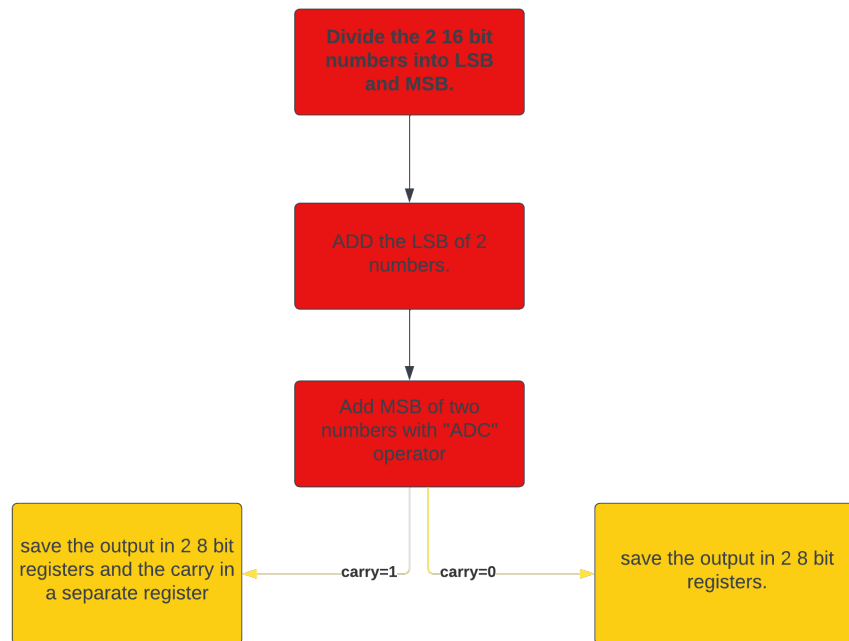 Divide the 2 16 bit
numbers into LSB
and MSB.
ADD the LSB of 2
numbers.
Add MSB of two
numbers with "ADC"
operator
save the output in 2 8 bit
registers and the carry in
a separate register
carry=1
carry=0
save the output in 2 8 bit
registers.